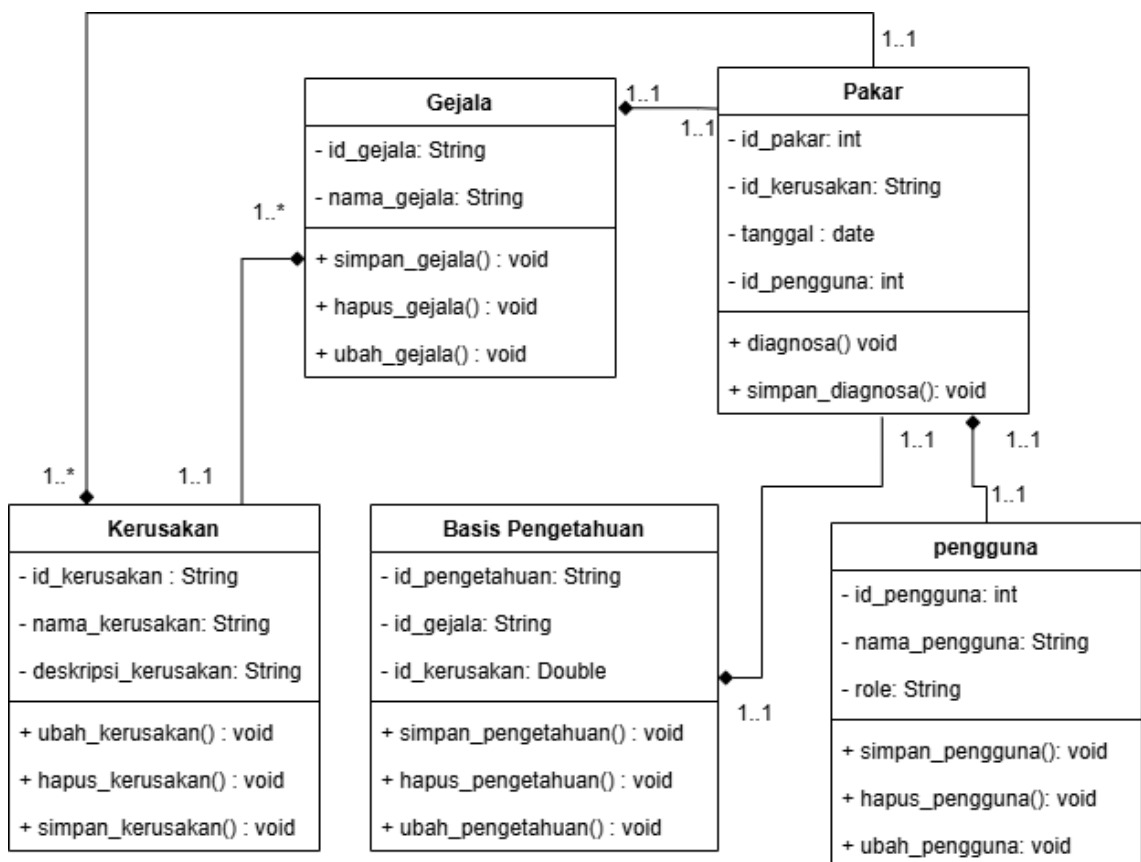 1..1
Gejala
- id_gejala: String
- nama_gejala: String
+ simpan_gejala() : void
+ hapus_gejala() : void
+ ubah_gejala() : void
1..1
1..1
Pakar
- id_pakar: int
- id_kerusakan: String
- tanggal : date
- id_pengguna: int
+ diagnosa() void
+ simpan_diagnosa(): void
1..*
1..1
1..1
1..*
1..1
1..1
Kerusakan
- id_kerusakan : String
- nama_kerusakan: String
- deskripsi_kerusakan: String
+ ubah_kerusakan() : void
+ hapus_kerusakan() : void
+ simpan_kerusakan() : void
Basis Pengetahuan
- id_pengetahuan: String
- id_gejala: String
- id_kerusakan: Double
+ simpan_pengetahuan() : void
+ hapus_pengetahuan() : void
+ ubah_pengetahuan() : void
1..1
pengguna
- id_pengguna: int
- nama_pengguna: String
- role: String
+ simpan_pengguna(): void
+ hapus_pengguna(): void
+ ubah_pengguna: void